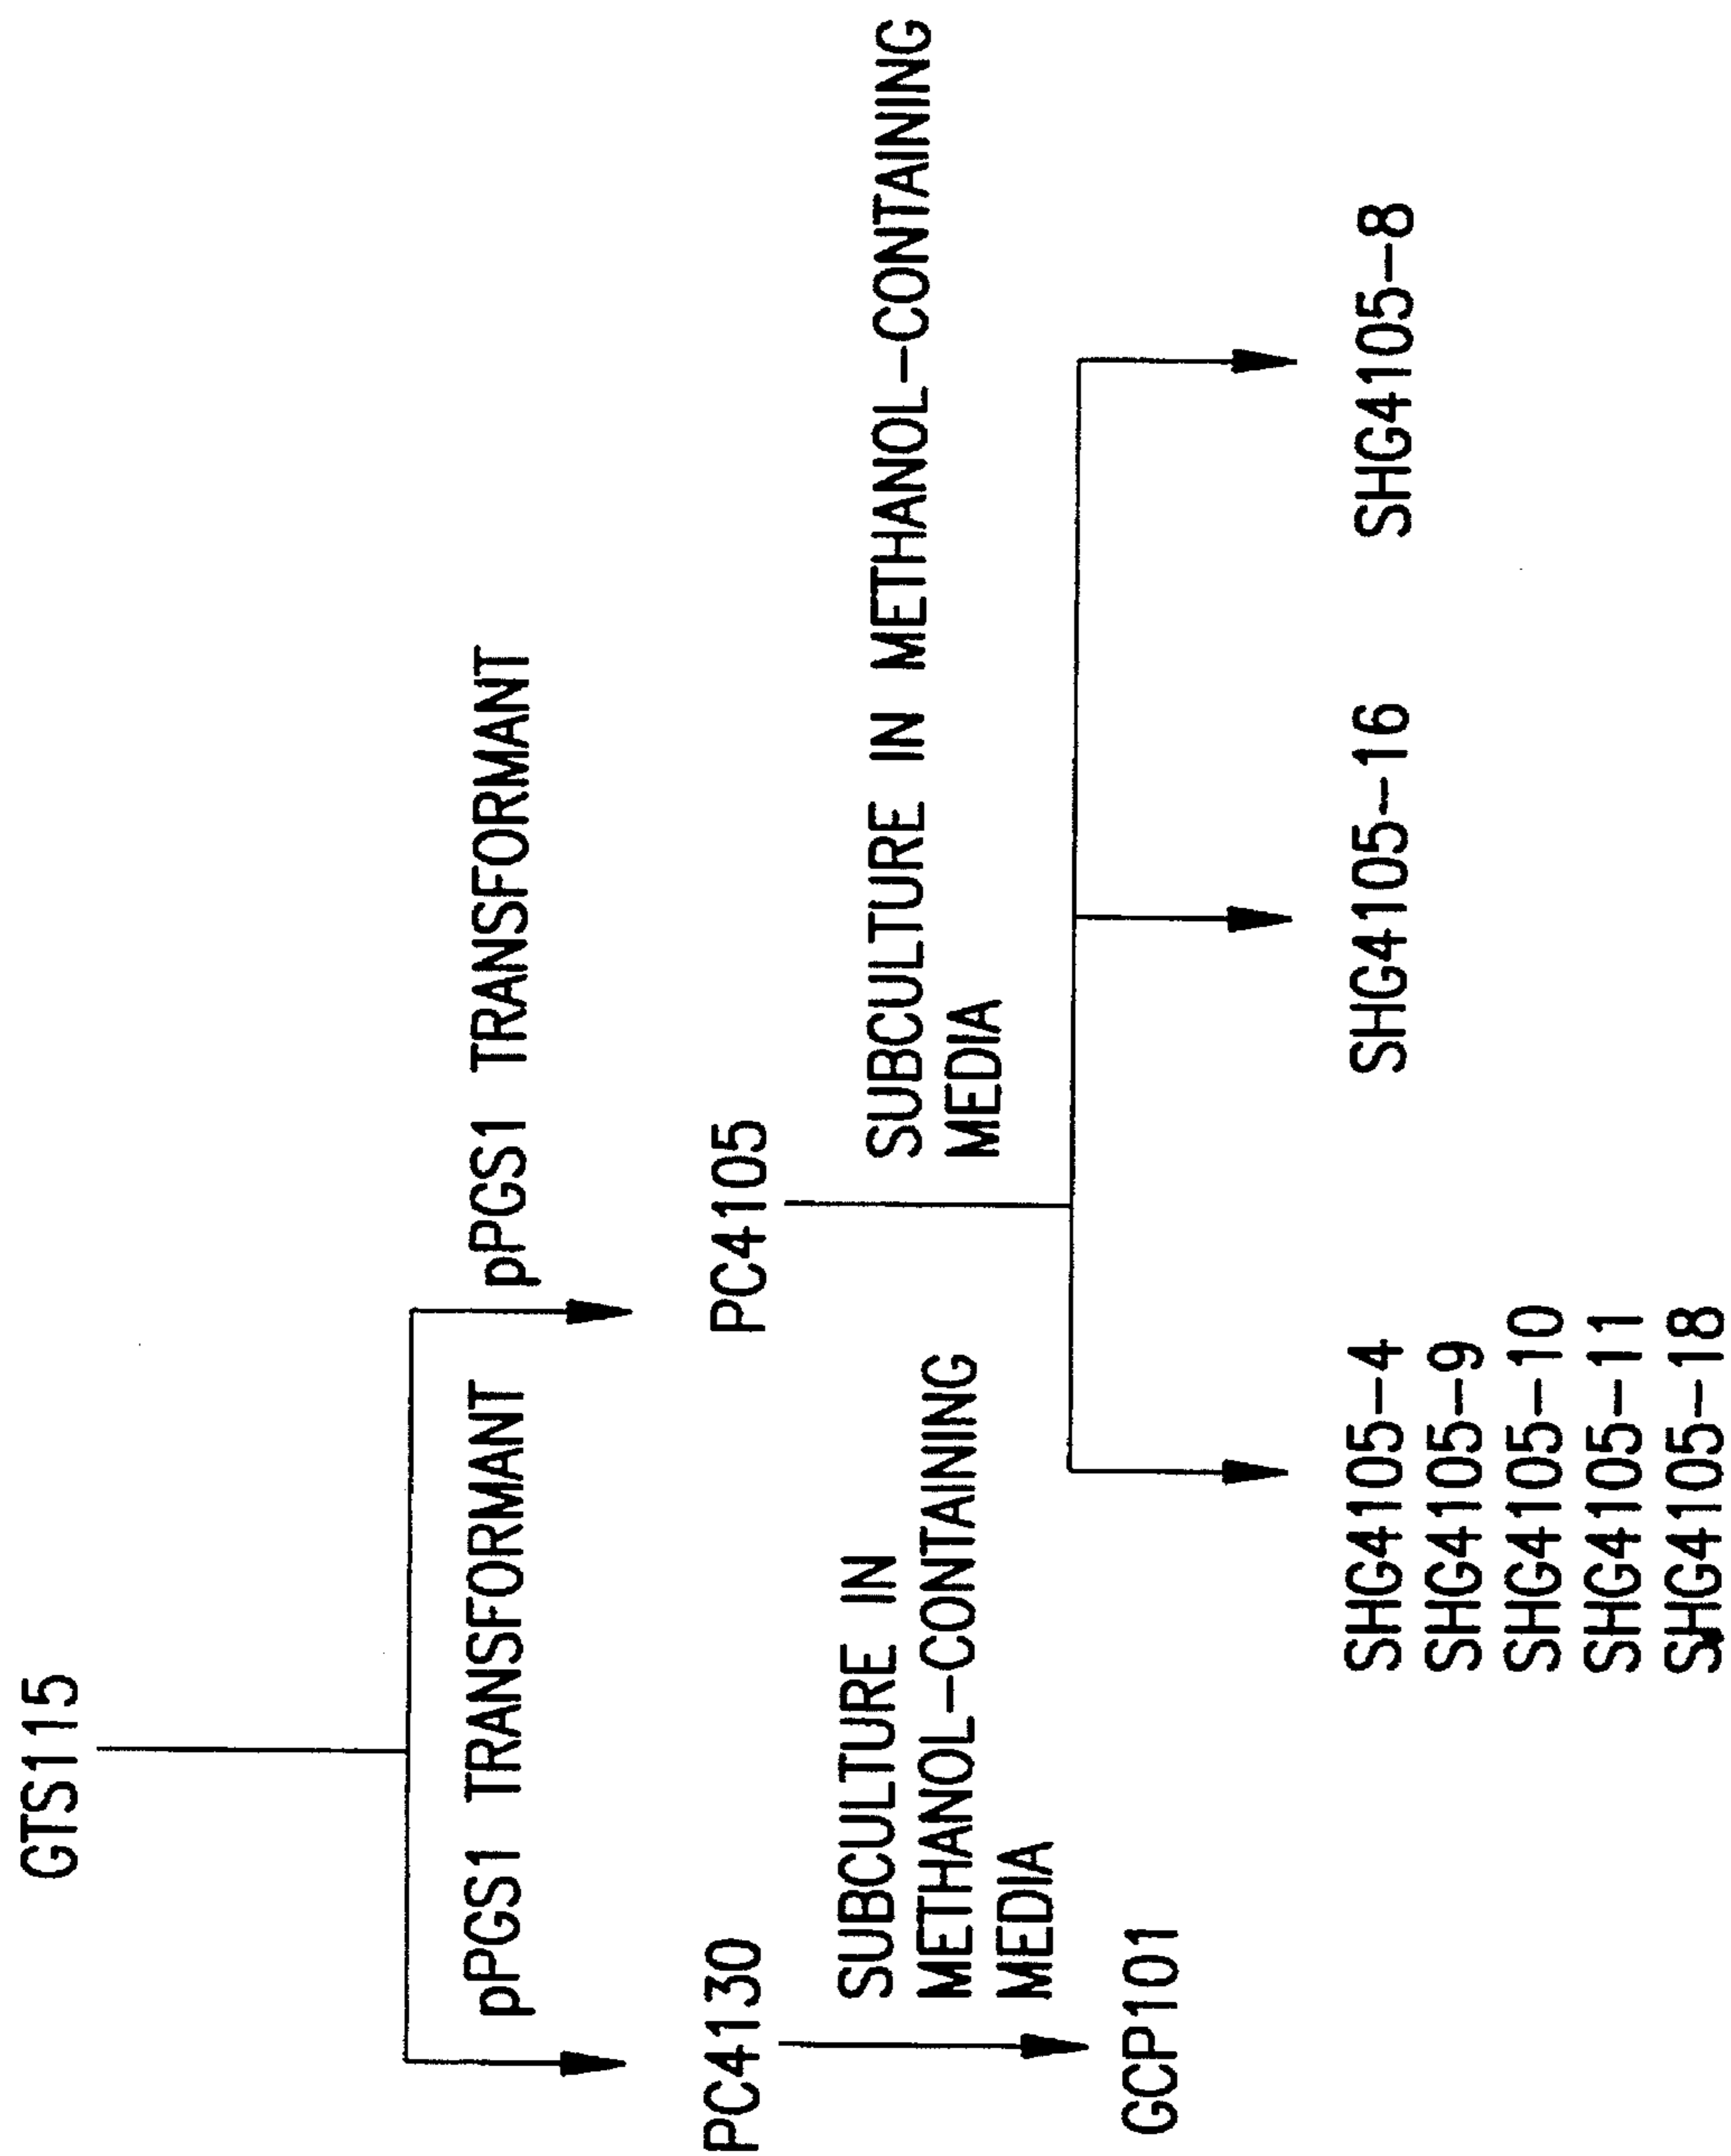 GTS115
pPGS1 TRANSFORMANT
pPGS1 TRANSFORMANT
PC4130
PC4105
SUBCULTURE IN
METHANOL-CONTAINING
MEDIA
SUBCULTURE IN METHANOL-CONTAINING
MEDIA
GCP101
SHG4105-4
SHG4105-9
SHG4105-10
SHG4105-11
SHG4105-18
SHG4105-16
SHG4105-8